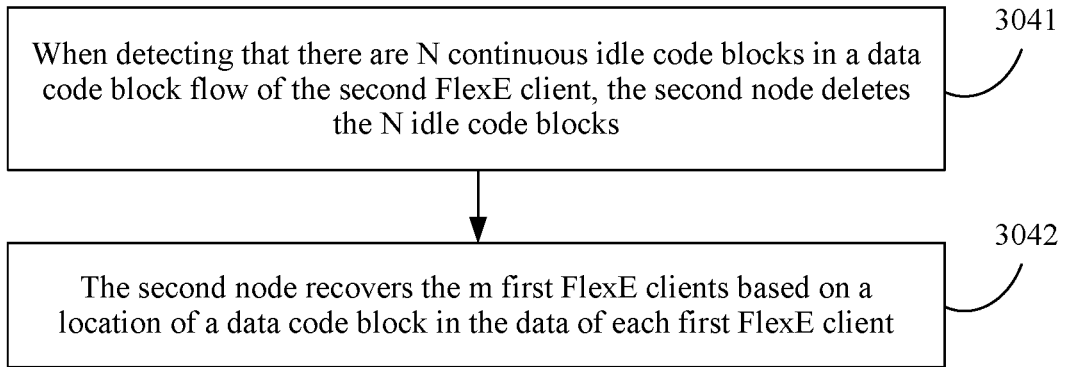 3041
When detecting that there are N continuous idle code blocks in a data
code block flow of the second FlexE client, the second node deletes
the N idle code blocks
3042
The second node recovers the m first FlexE clients based on a
location of a data code block in the data of each first FlexE client